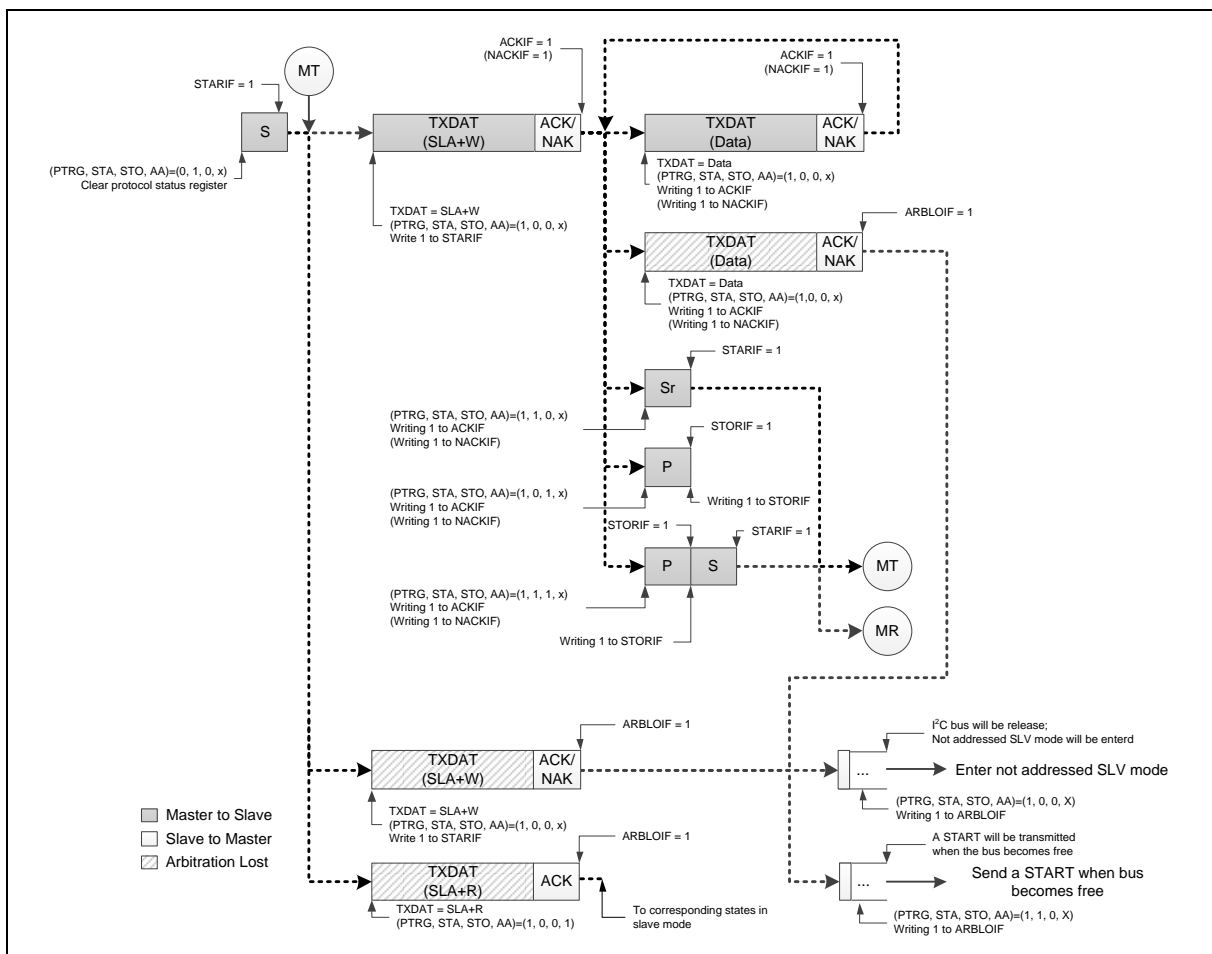 ACKIF = 1
(NACKIF = 1)
ACKIF = 1
(NACKIF = 1)
MT
STARIF = 1
S
TXDAT
(SLA+W)
ACK/
NAK
TXDAT
(Data)
ACK/
NAK
(PTRG, STA, STO, AA)=(0, 1, 0, x)
Clear protocol status register
TXDAT = SLA+W
(PTRG, STA, STO, AA)=(1, 0, 0, x)
Write 1 to STARIF
TXDAT = Data
(PTRG, STA, STO, AA)=(1, 0, 0, x)
Writing 1 to ACKIF
(Writing 1 to NACKIF)
ARBLOIF = 1
TXDAT
(Data)
ACK/
NAK
TXDAT = Data
(PTRG, STA, STO, AA)=(1,0, 0, x)
Writing 1 to ACKIF
(Writing 1 to NACKIF)
STARIF = 1
Sr
(PTRG, STA, STO, AA)=(1, 1, 0, x)
Writing 1 to ACKIF
(Writing 1 to NACKIF)
STORIF = 1
P
(PTRG, STA, STO, AA)=(1, 0, 1, x)
Writing 1 to ACKIF
(Writing 1 to NACKIF)
Writing 1 to STORIF
STORIF = 1
STARIF = 1
P
S
MT
(PTRG, STA, STO, AA)=(1, 1, 1, x)
Writing 1 to ACKIF
(Writing 1 to NACKIF)
Writing 1 to STORIF
MR
ARBLOIF = 1
TXDAT
(SLA+W)
ACK/
NAK
I²C bus will be release;
Not addressed SLV mode will be enterd
...
Enter not addressed SLV mode
TXDAT = SLA+W
(PTRG, STA, STO, AA)=(1, 0, 0, x)
Write 1 to STARIF
(PTRG, STA, STO, AA)=(1, 0, 0, X)
Writing 1 to ARBLOIF
Master to Slave
Slave to Master
Arbitration Lost
ARBLOIF = 1
TXDAT
(SLA+R)
ACK
A START will be transmitted
when the bus becomes free
...
Send a START when bus
becomes free
TXDAT = SLA+R
(PTRG, STA, STO, AA)=(1, 0, 0, 1)
To corresponding states in
slave mode
(PTRG, STA, STO, AA)=(1, 1, 0, X)
Writing 1 to ARBLOIF